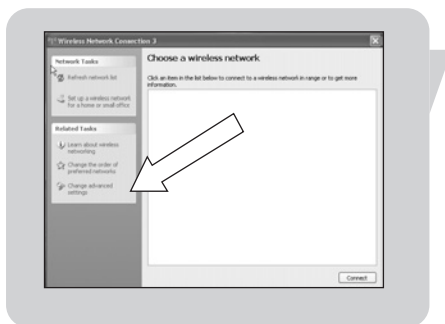 Wireless Network Connection 3
Network Tasks
Refresh network list
Set up a wireless network
for a home or small office
Related Tasks
Learn about wireless
networking
Change the order of
preferred networks
Change advanced
settings
Choose a wireless network
Click an item in the list below to connect to a wireless network in range or to get more
information.
Connect